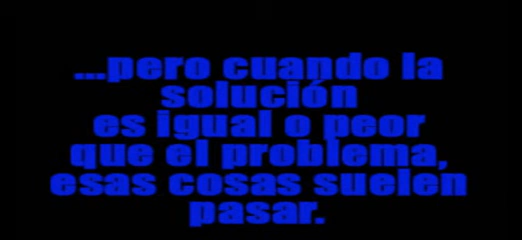 ...pero cuando la
solución
es igual o peor
que el problema,
esas cosas suelen
pasar.